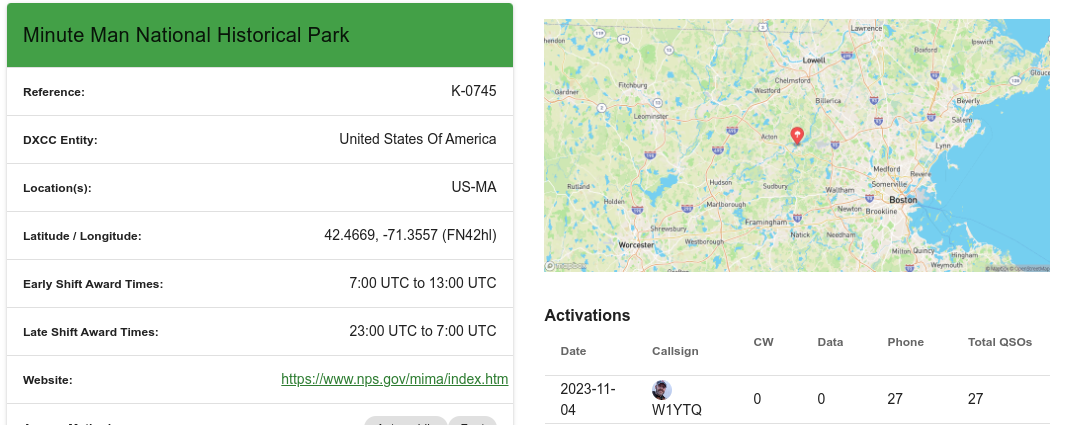 Minute Man National Historical Park
Reference: K-0745
DXCC Entity: United States Of America
Location(s): US-MA
Latitude / Longitude: 42.4669, -71.3557 (FN42hl)
Early Shift Award Times: 7:00 UTC to 13:00 UTC
Late Shift Award Times: 23:00 UTC to 7:00 UTC
Website: https://www.nps.gov/mima/index.htm
Lawrence
Ipswich
Boxford
Lowell
Chelmsford
Fitchburg
Westford
Gardner
Billerica
Beverly
Leominster
Salem
Acton
Lynn
Medford
Revere
Rutland
Hudson
Sudbury
Waltham
Somerville
Holden
Marlborough
Newton
Boston
Brookline
Framingham
Shrewsbury
Natick
Needham
Worcester
Westborough
Milton
Quincy
Hingham
Weymouth
mapbox
Activations
Date Callsign CW Data Phone Total QSOs
2023-11-
04 W1YTQ 0 0 27 27